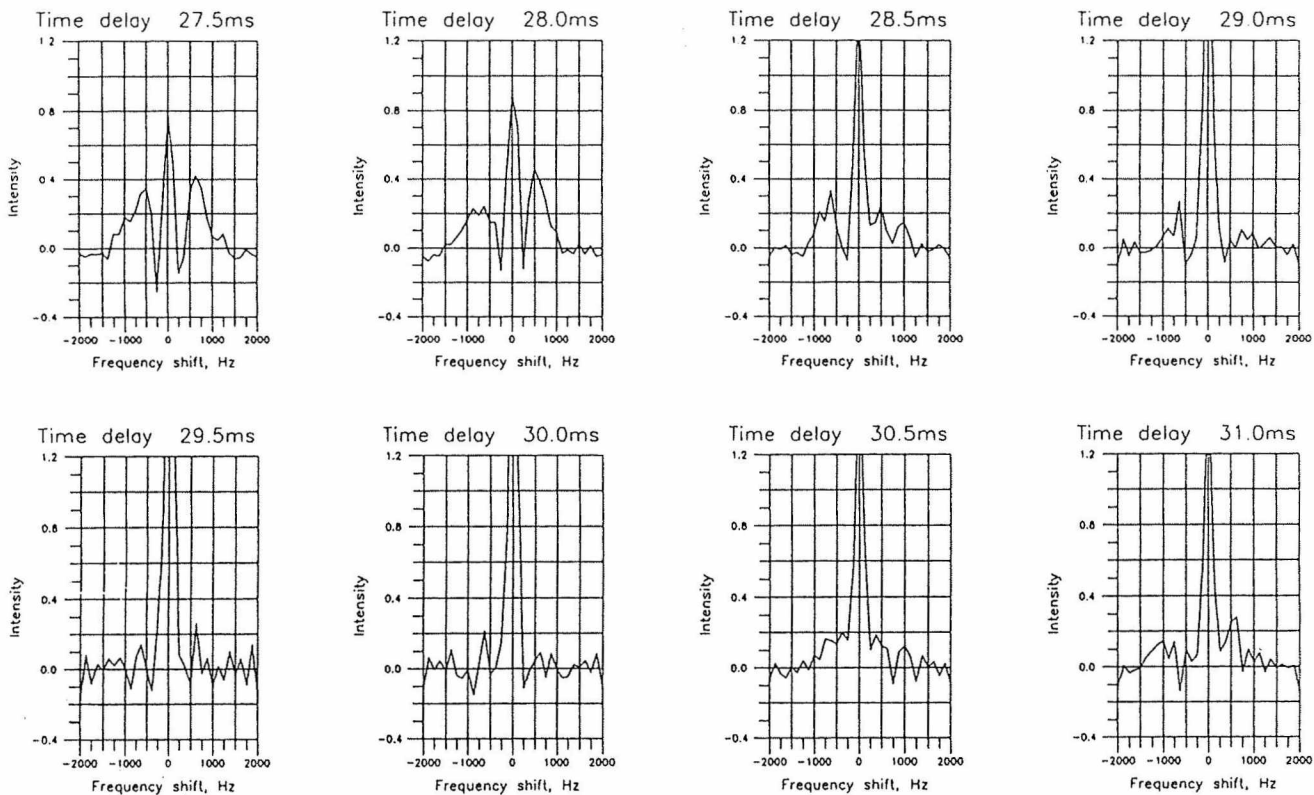 Time delay 27.5ms
Time delay 28.0ms
Time delay 28.5ms
Time delay 29.0ms
1.2
0.8
0.4
0.0
-0.4
Intensity
-2000 -1000 0 1000 2000
Frequency shift, Hz
1.2
0.8
0.4
0.0
-0.4
Intensity
-2000 -1000 0 1000 2000
Frequency shift, Hz
1.2
0.8
0.4
0.0
-0.4
Intensity
-2000 -1000 0 1000 2000
Frequency shift, Hz
1.2
0.8
0.4
0.0
-0.4
Intensity
-2000 -1000 0 1000 2000
Frequency shift, Hz
Time delay 29.5ms
Time delay 30.0ms
Time delay 30.5ms
Time delay 31.0ms
1.2
0.8
0.4
0.0
-0.4
Intensity
-2000 -1000 0 1000 2000
Frequency shift, Hz
1.2
0.8
0.4
0.0
-0.4
Intensity
-2000 -1000 0 1000 2000
Frequency shift, Hz
1.2
0.8
0.4
0.0
-0.4
Intensity
-2000 -1000 0 1000 2000
Frequency shift, Hz
1.2
0.8
0.4
0.0
-0.4
Intensity
-2000 -1000 0 1000 2000
Frequency shift, Hz